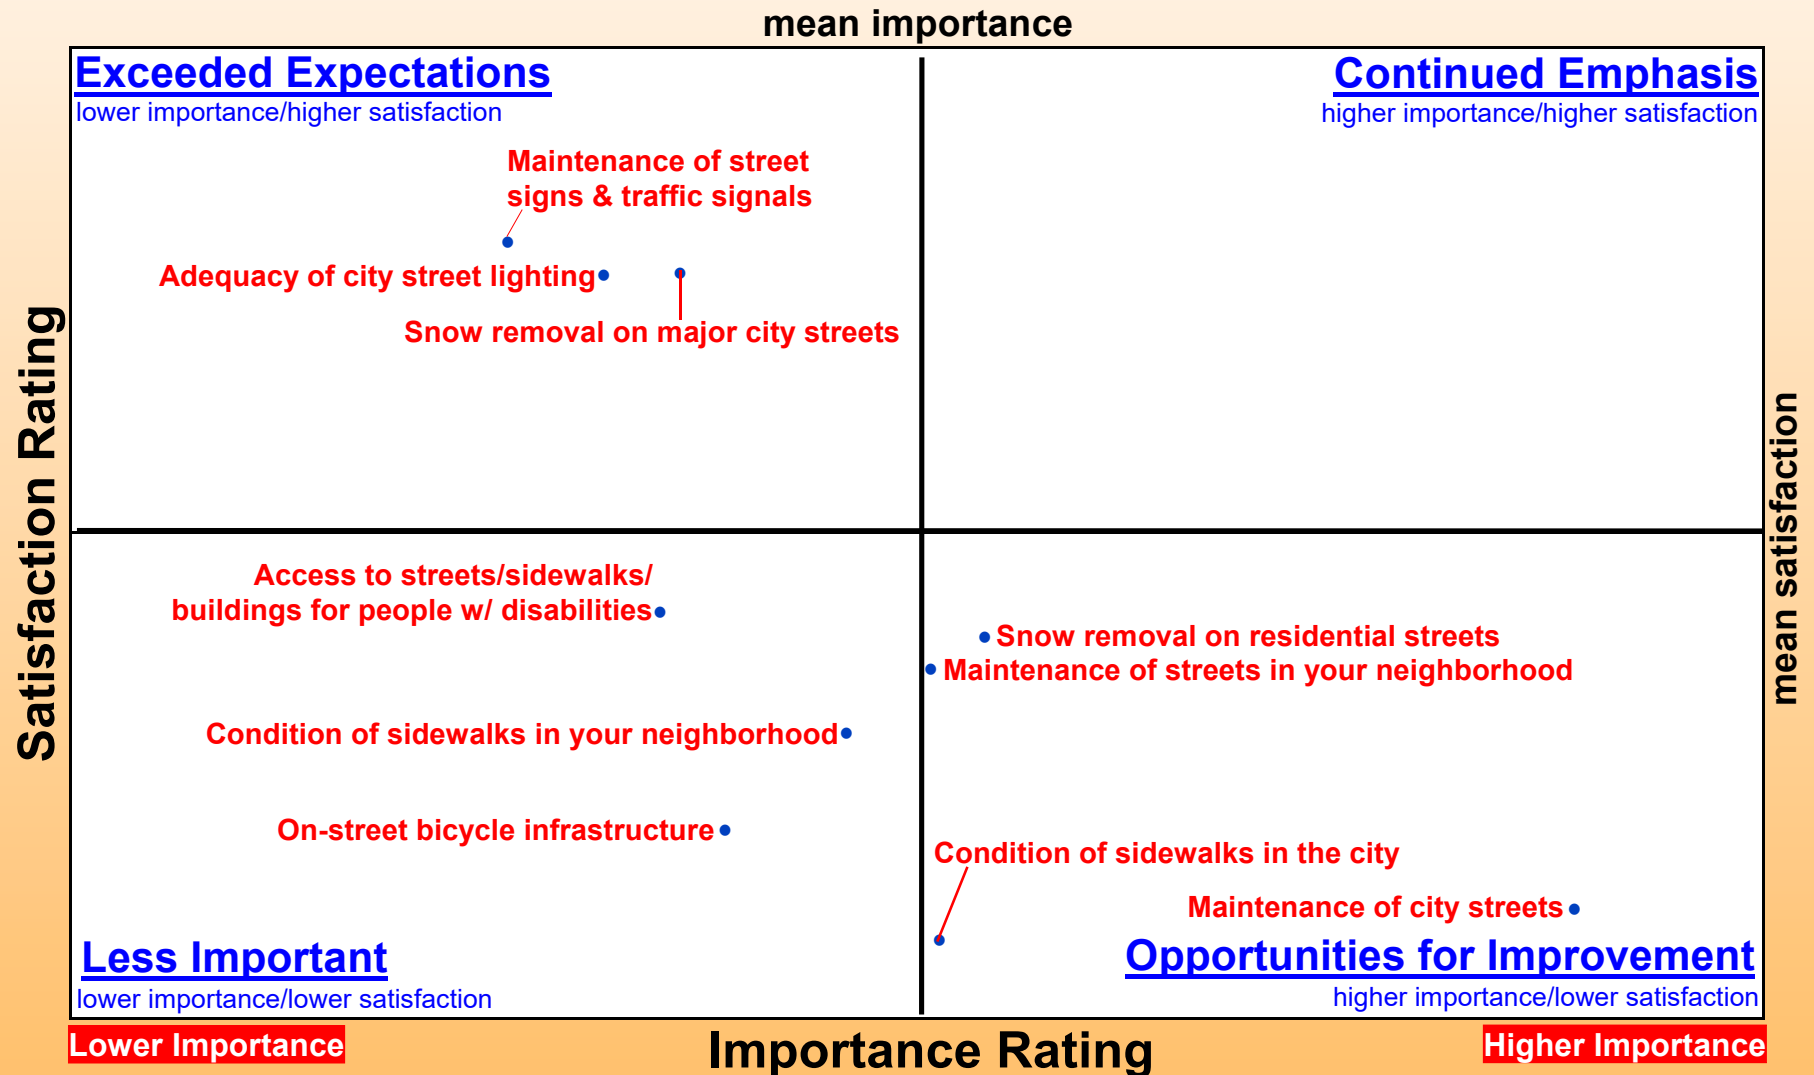 mean importance
Exceeded Expectations
lower importance/higher satisfaction
Continued Emphasis
higher importance/higher satisfaction
Maintenance of street
signs & traffic signals
Adequacy of city street lighting
Snow removal on major city streets
Satisfaction Rating
mean satisfaction
Access to streets/sidewalks/
buildings for people w/ disabilities
Snow removal on residential streets
Maintenance of streets in your neighborhood
Condition of sidewalks in your neighborhood
On-street bicycle infrastructure
Condition of sidewalks in the city
Maintenance of city streets
Less Important
lower importance/lower satisfaction
Opportunities for Improvement
higher importance/lower satisfaction
Lower Importance
Importance Rating
Higher Importance